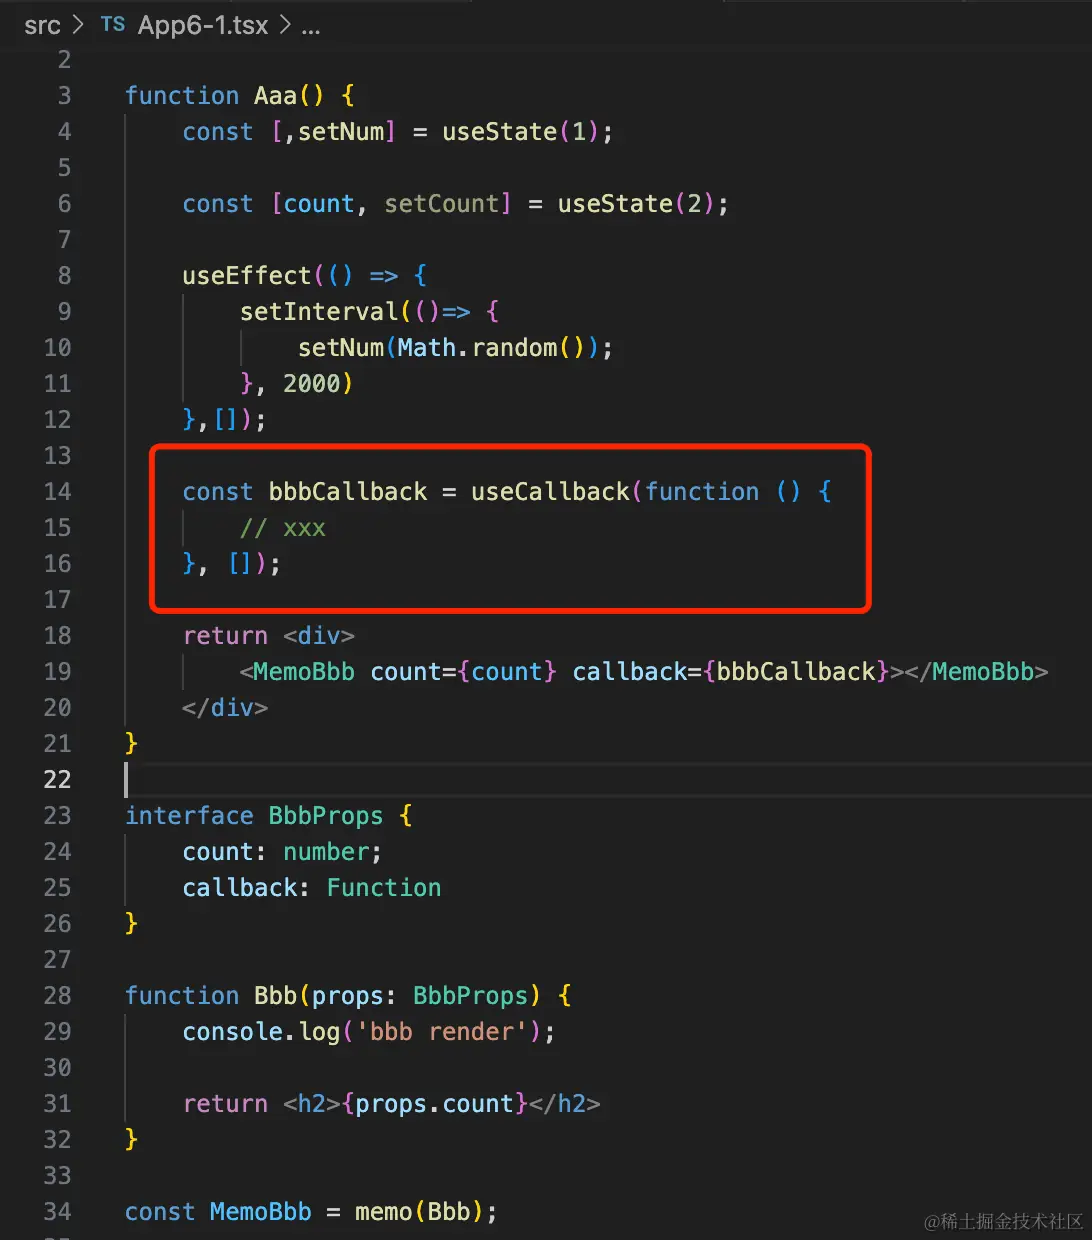 src > TS App6-1.tsx > ...
2
3 function Aaa() {
4     const [,setNum] = useState(1);
5
6     const [count, setCount] = useState(2);
7
8     useEffect(() => {
9         setInterval(()=> {
10             setNum(Math.random());
11         }, 2000)
12     },[]);
13
14     const bbbCallback = useCallback(function () {
15         // xxx
16     }, []);
17
18     return <div>
19         <MemoBbb count={count} callback={bbbCallback}></MemoBbb>
20     </div>
21 }
22
23 interface BbbProps {
24     count: number;
25     callback: Function
26 }
27
28 function Bbb(props: BbbProps) {
29     console.log('bbb render');
30
31     return <h2>{props.count}</h2>
32 }
33
34 const MemoBbb = memo(Bbb);
@稀土掘金技术社区